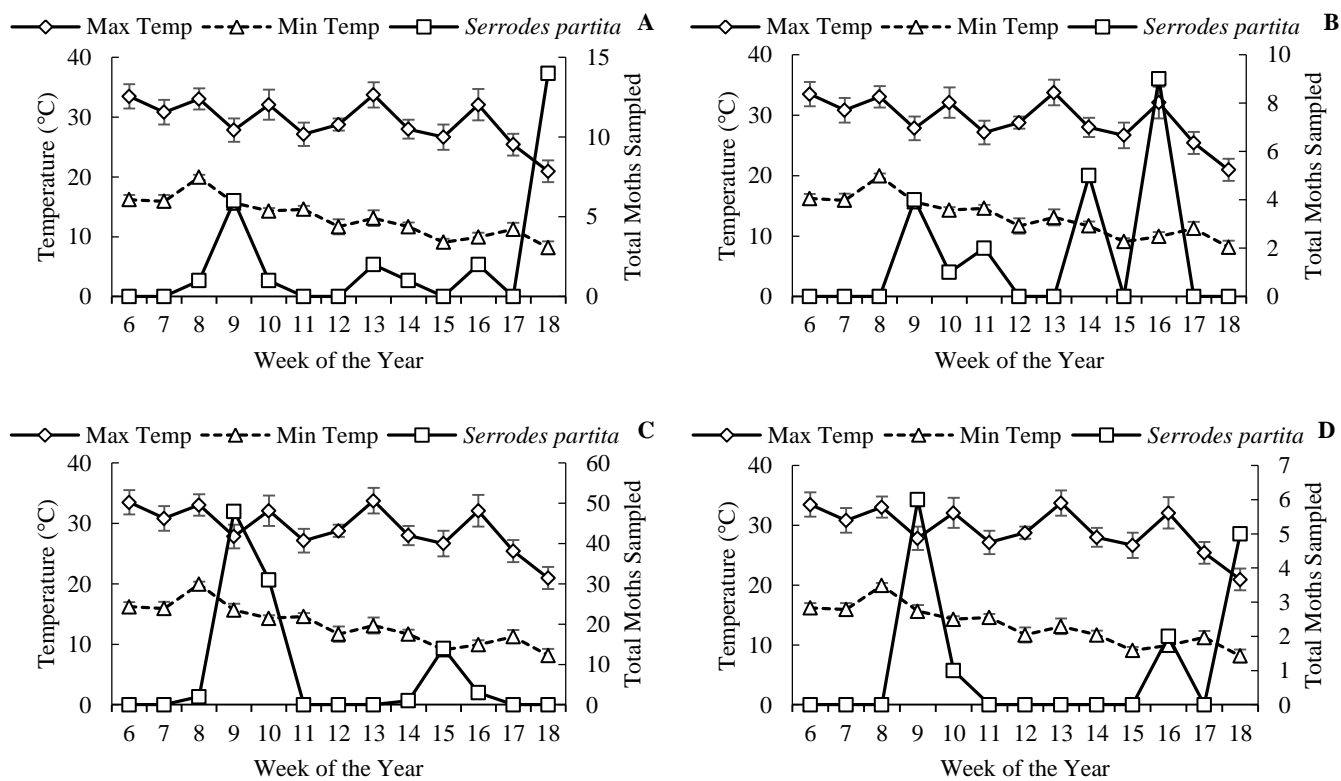 Max Temp Min Temp Serrodes partita A
40 15
30
10
20
5
10
0 0
6 7 8 9 10 11 12 13 14 15 16 17 18
Temperature (°C)
Total Moths Sampled
Week of the Year
Max Temp Min Temp Serrodes partita B
40 10
30 8
6
20
4
10
2
0 0
6 7 8 9 10 11 12 13 14 15 16 17 18
Temperature (°C)
Total Moths Sampled
Week of the Year
Max Temp Min Temp Serrodes partita C
40 60
50
30
40
20 30
20
10
10
0 0
6 7 8 9 10 11 12 13 14 15 16 17 18
Temperature (°C)
Total Moths Sampled
Week of the Year
Max Temp Min Temp Serrodes partita D
40 7
6
30
5
4
20
3
2
10
1
0 0
6 7 8 9 10 11 12 13 14 15 16 17 18
Temperature (°C)
Total Moths Sampled
Week of the Year